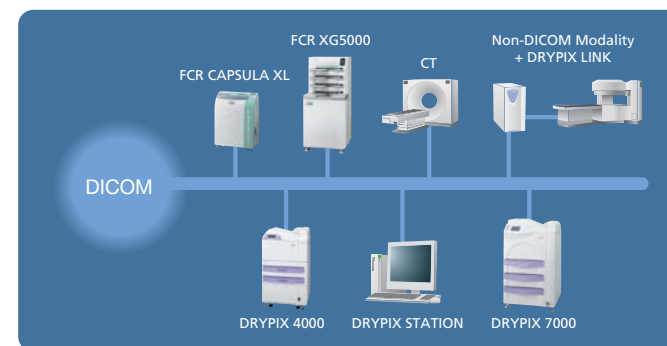 FCR XG5000
Non-DICOM Modality
+ DRYPIX LINK
CT
FCR CAPSULA XL
DICOM
DRYPIX 4000
DRYPIX STATION
DRYPIX 7000